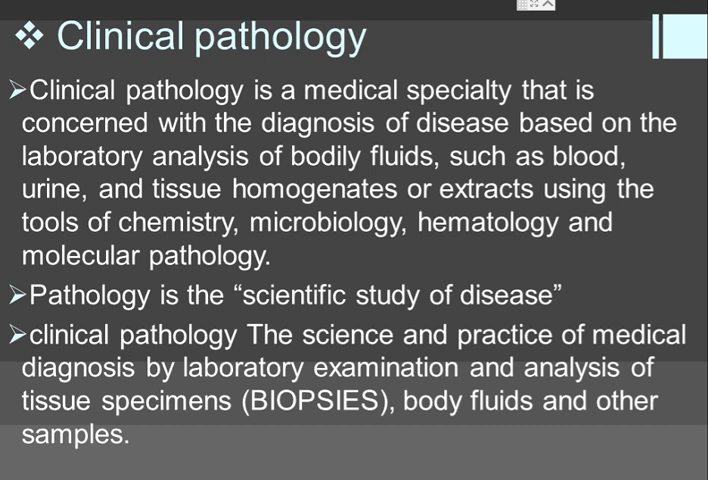 ❖ Clinical pathology
➢Clinical pathology is a medical specialty that is
concerned with the diagnosis of disease based on the
laboratory analysis of bodily fluids, such as blood,
urine, and tissue homogenates or extracts using the
tools of chemistry, microbiology, hematology and
molecular pathology.
➢Pathology is the “scientific study of disease”
➢clinical pathology The science and practice of medical
diagnosis by laboratory examination and analysis of
tissue specimens (BIOPSIES), body fluids and other
samples.